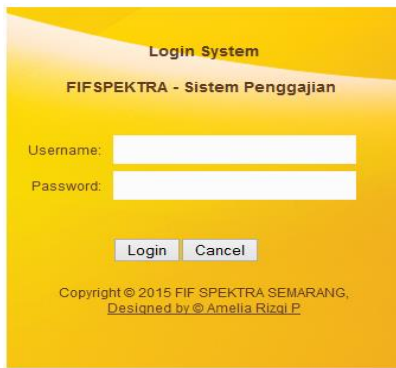 Login System
FIFSPEKTRA - Sistem Penggajian
Username:
Password:
Login Cancel
Copyright © 2015 FIF SPEKTRA SEMARANG,
Designed by © Amelia Rizqi P